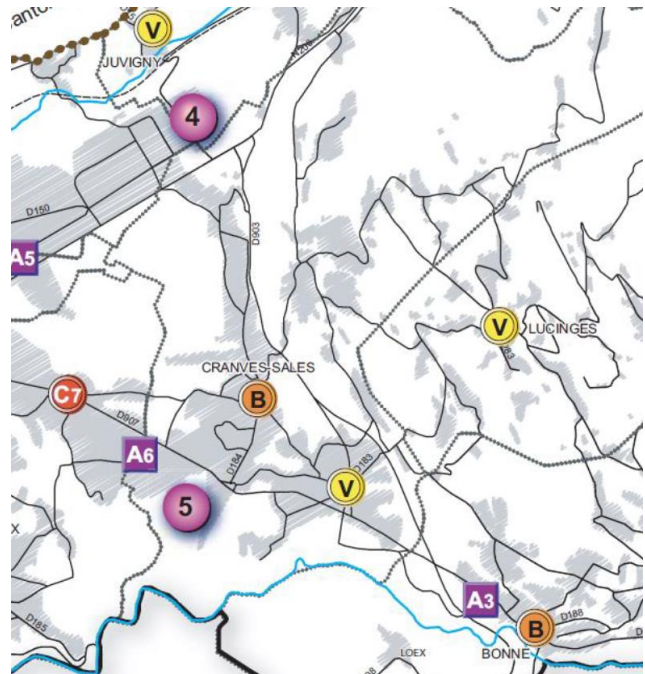 V
JUVIGNY
4
D903
D150
A5
V
LUCINGES
CRANVES-SALES
C7
B
D907
A6
D184
D183
V
5
A3
B
D188
BONNE
D185
LOEX